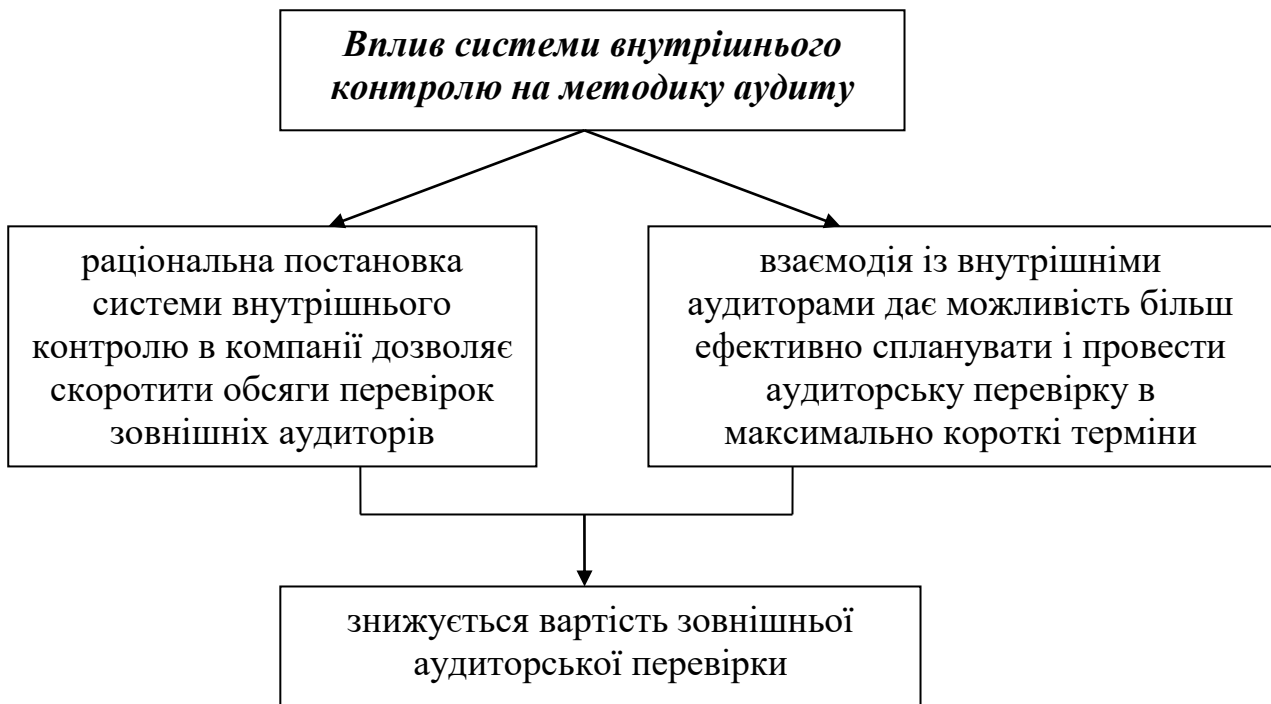 Вплив системи внутрішнього
контролю на методику аудиту
раціональна постановка
системи внутрішнього
контролю в компанії дозволяє
скоротити обсяги перевірок
зовнішніх аудиторів
взаємодія із внутрішніми
аудиторами дає можливість більш
ефективно спланувати і провести
аудиторську перевірку в
максимально короткі терміни
знижується вартість зовнішньої
аудиторської перевірки